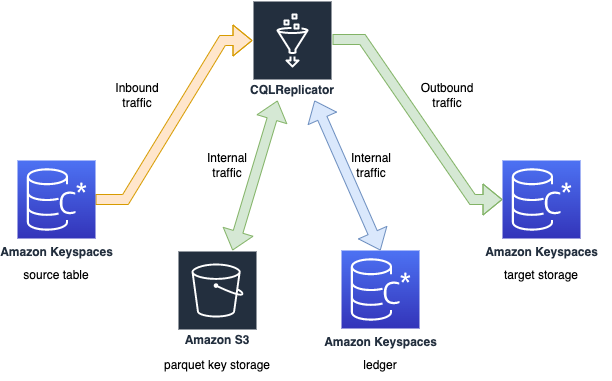 CQLReplicator
Inbound
traffic
Outbound
traffic
Internal
traffic
Internal
traffic
C*
Amazon Keyspaces
source table
C*
Amazon Keyspaces
target storage
Amazon S3
parquet key storage
C*
Amazon Keyspaces
ledger